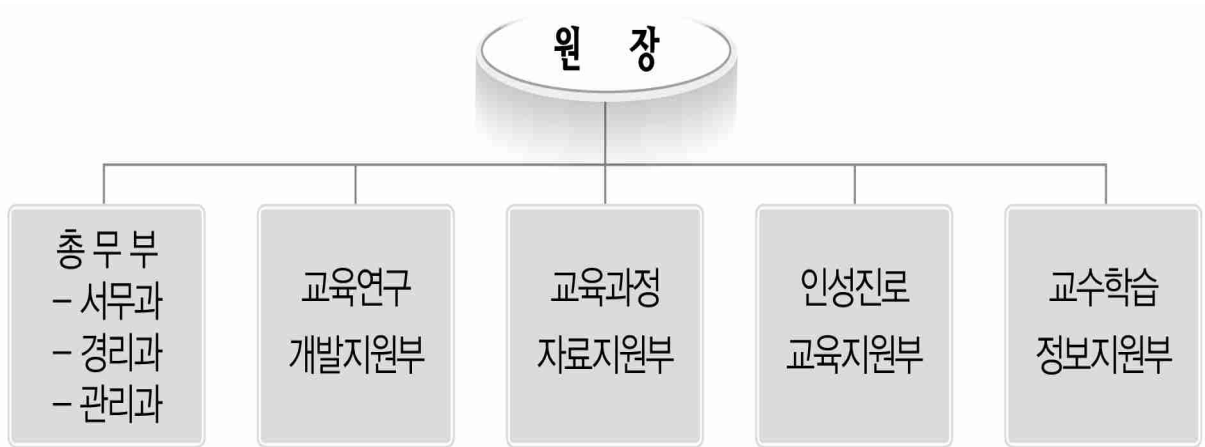 원 장
총 무 부
- 서무과
- 경리과
- 관리과
교육연구
개발지원부
교육과정
자료지원부
인성진로
교육지원부
교수학습
정보지원부